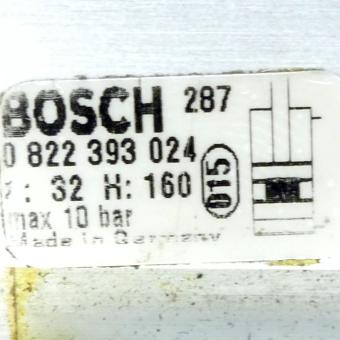 BOSCH 287
0 822 393 024
: 32 H: 160
015
max 10 bar
Made in Germany